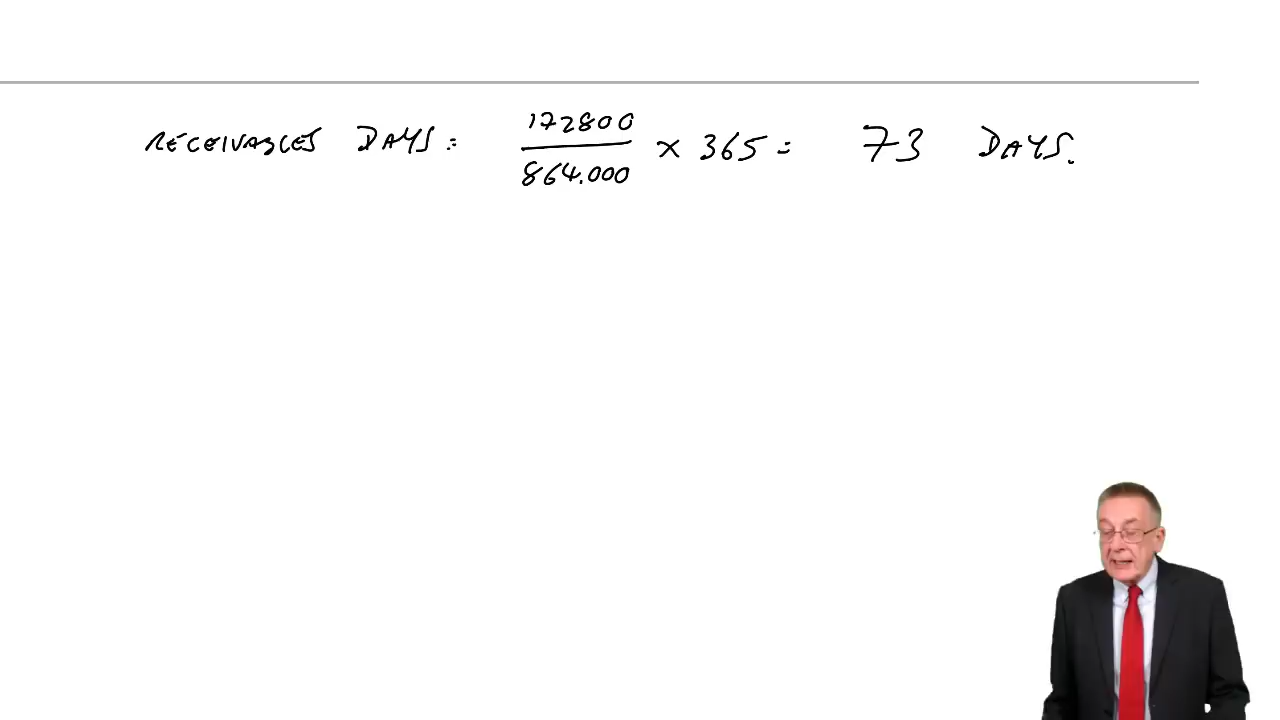 RECEIVABLES DAYS = 172800 / 864.000 × 365 = 73 DAYS.